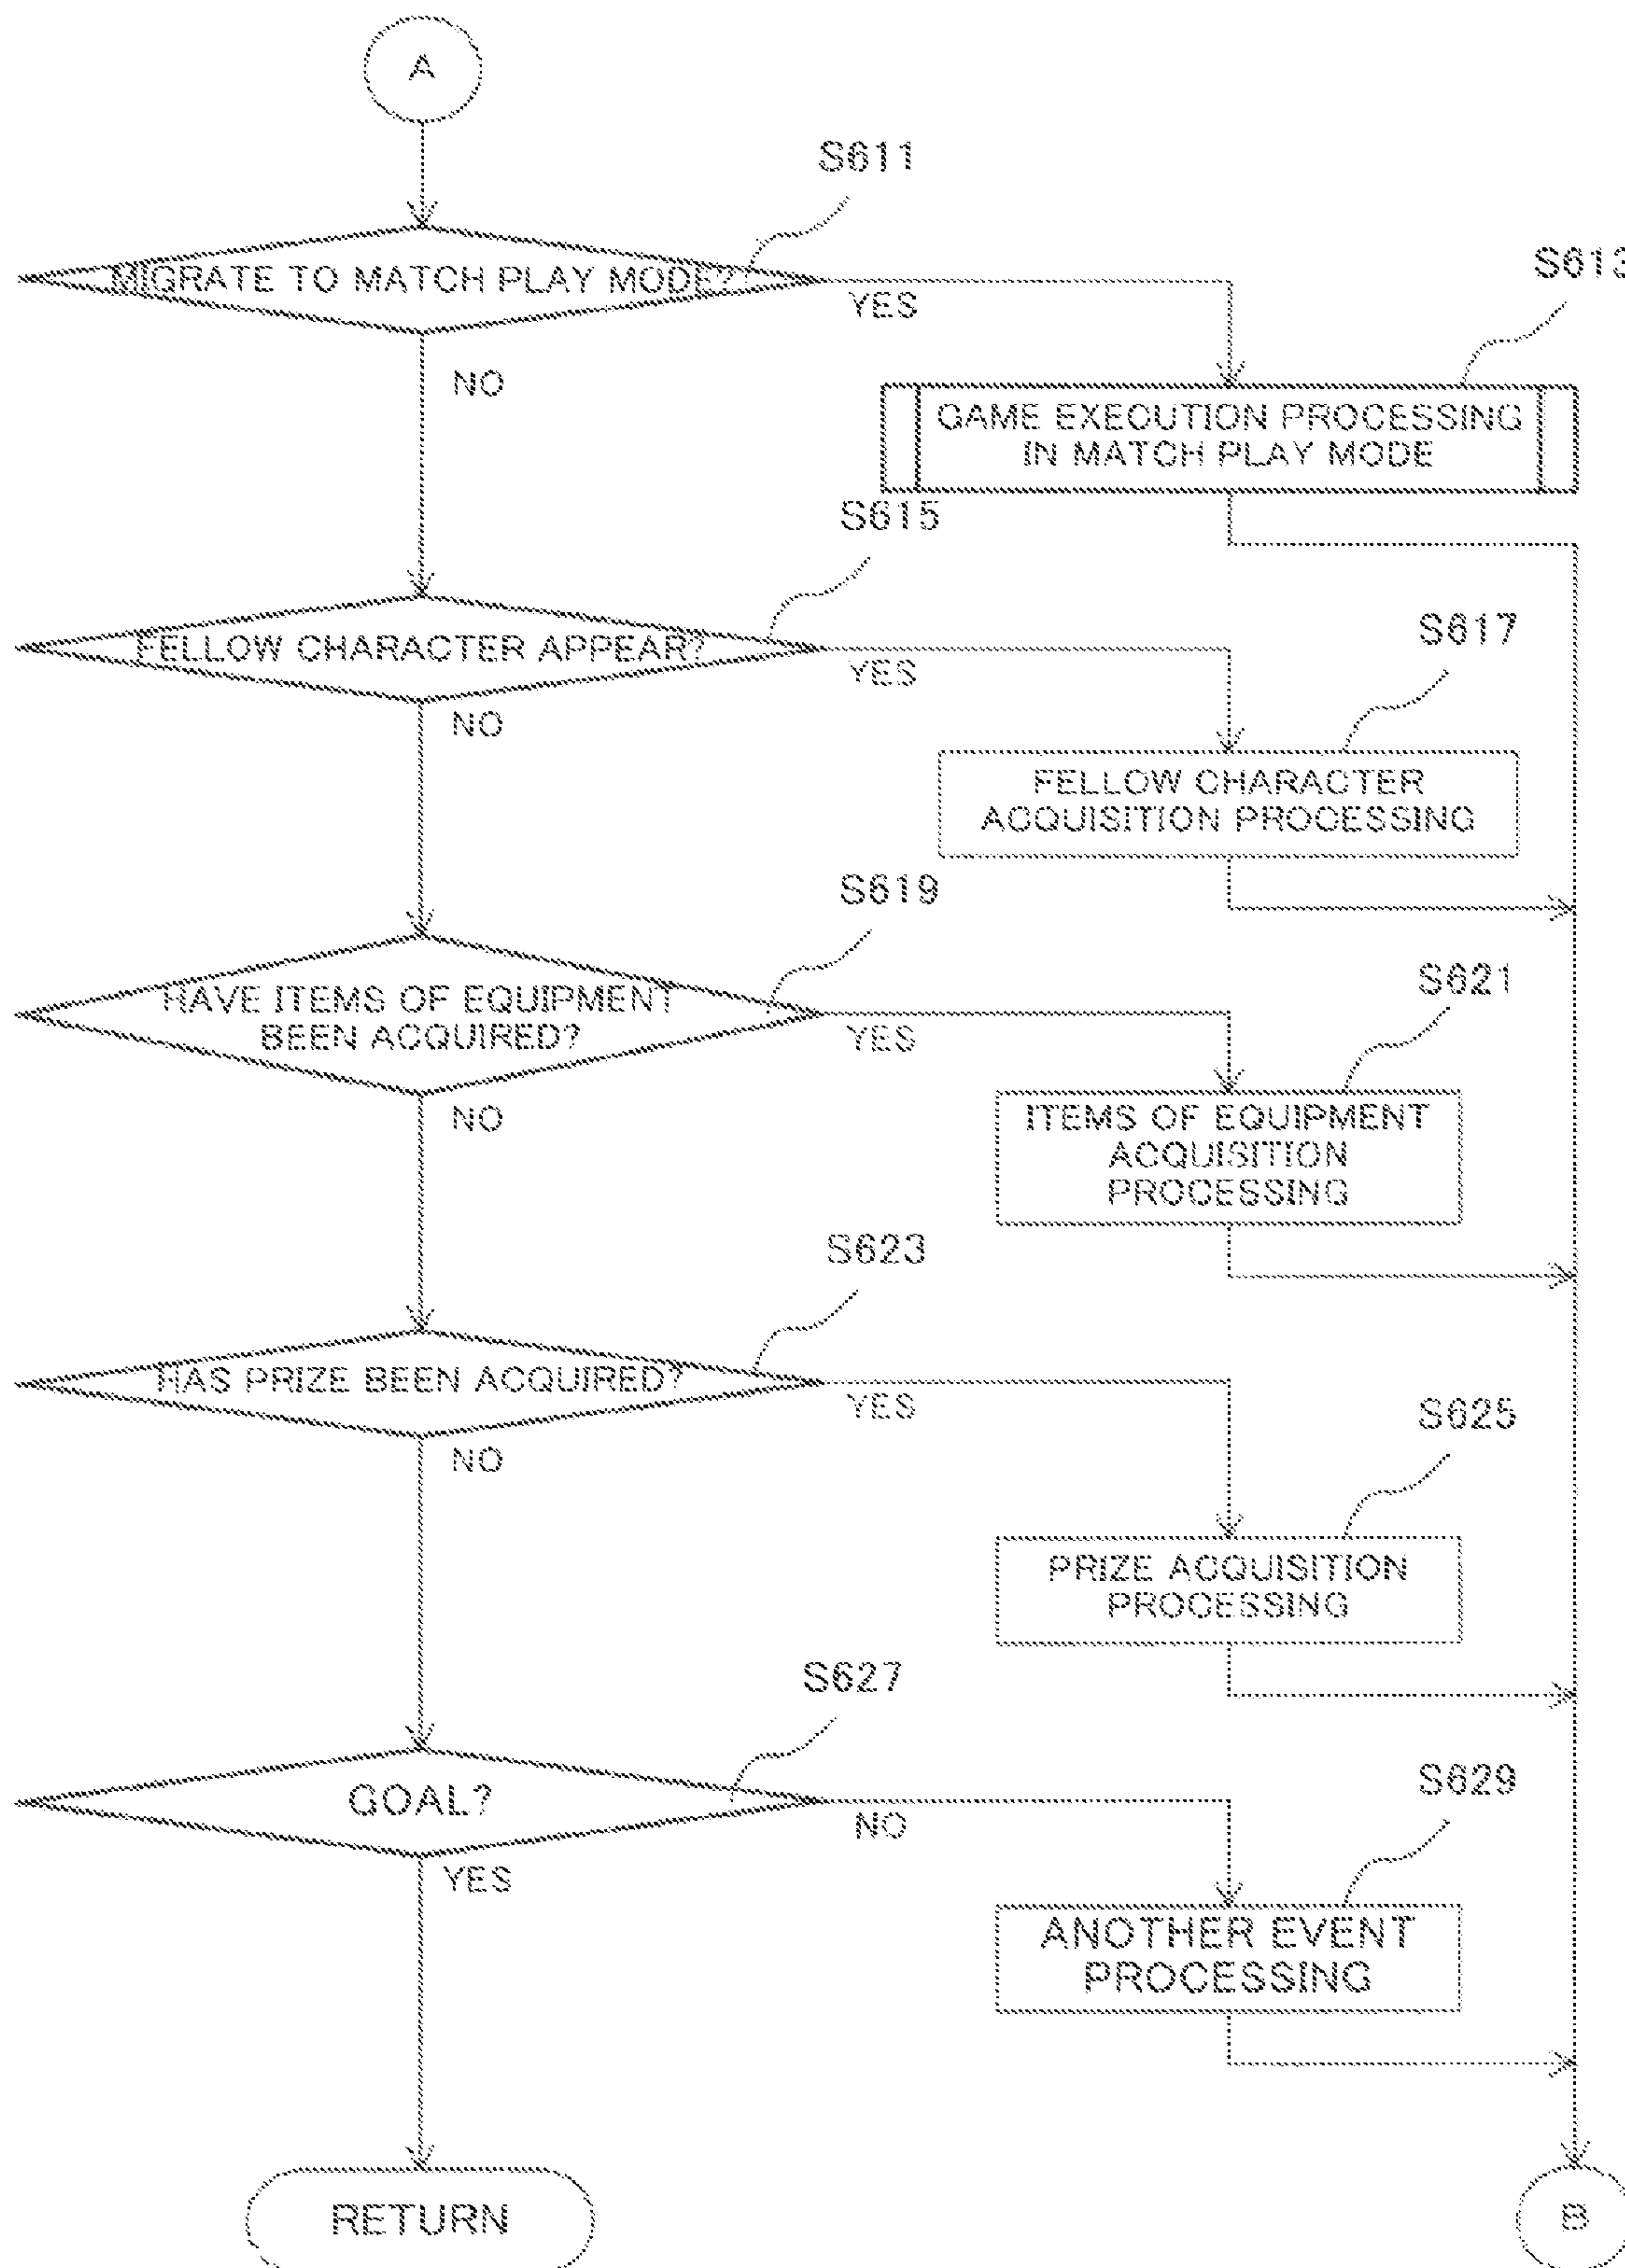 A
S611
MIGRATE TO MATCH PLAY MODE?
YES
S613
NO
GAME EXECUTION PROCESSING
IN MATCH PLAY MODE
S615
FELLOW CHARACTER APPEAR?
YES
S617
NO
FELLOW CHARACTER
ACQUISITION PROCESSING
S619
HAVE ITEMS OF EQUIPMENT
BEEN ACQUIRED?
YES
S621
NO
ITEMS OF EQUIPMENT
ACQUISITION
PROCESSING
S623
HAS PRIZE BEEN ACQUIRED?
YES
S625
NO
PRIZE ACQUISITION
PROCESSING
S627
GOAL?
NO
S629
YES
ANOTHER EVENT
PROCESSING
RETURN
B